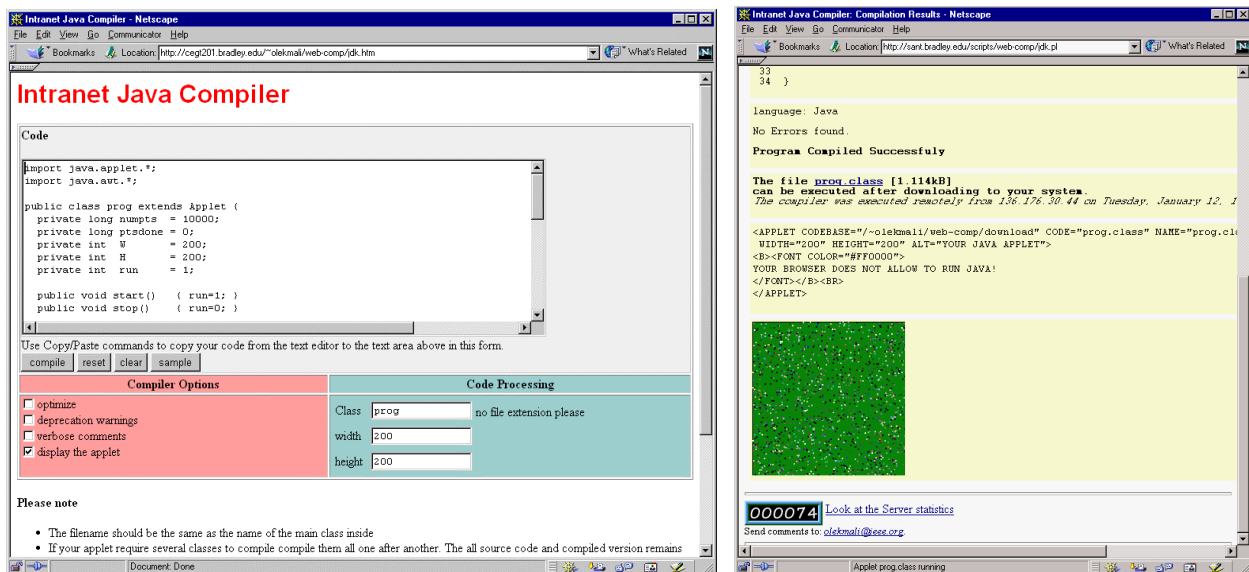 Intranet Java Compiler - Netscape
File Edit View Go Communicator Help
Bookmarks Location: http://cegt201.bradley.edu/~olekmali/web-comp/jdk.htm What's Related
Intranet Java Compiler
Code
import java.applet.*;
import java.awt.*;
public class prog extends Applet {
private long numpts = 10000;
private long ptsdone = 0;
private int W = 200;
private int H = 200;
private int run = 1;
public void start() { run=1; }
public void stop() { run=0; }
Use Copy/Paste commands to copy your code from the text editor to the text area above in this form.
compile reset clear sample
Compiler Options
optimize
deprecation warnings
verbose comments
display the applet
Code Processing
Class prog no file extension please
width 200
height 200
Please note
• The filename should be the same as the name of the main class inside
• If your applet require several classes to compile compile them all one after another. The all source code and compiled version remains
Document: Done
Intranet Java Compiler: Compilation Results - Netscape
File Edit View Go Communicator Help
Bookmarks Location: http://sant.bradley.edu/scripts/web-comp/jdk.pl What's Related
33
34 }
language: Java
No Errors found.
Program Compiled Successfuly
The file prog.class [1.114kB]
can be executed after downloading to your system.
The compiler was executed remotely from 136.176.30.44 on Tuesday, January 12, 1
<APPLET CODEBASE="/~olekmali/web-comp/download" CODE="prog.class" NAME="prog.cl
WIDTH="200" HEIGHT="200" ALT="YOUR JAVA APPLET">
<B><FONT COLOR="#FF0000">
YOUR BROWSER DOES NOT ALLOW TO RUN JAVA!
</FONT></B><BR>
</APPLET>
000074 Look at the Server statistics
Send comments to: olekmali@ieee.org.
Applet prog.class running